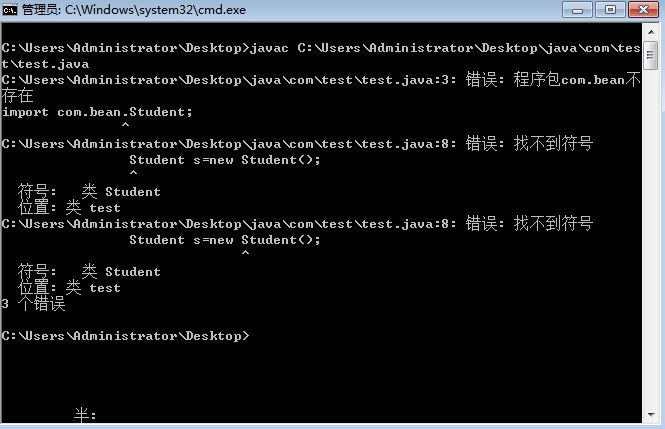 管理员: C:\Windows\system32\cmd.exe
C:\Users\Administrator\Desktop>javac C:\Users\Administrator\Desktop\java\com\tes
t\test.java
C:\Users\Administrator\Desktop\java\com\test\test.java:3: 错误: 程序包com.bean不
存在
import com.bean.Student;
^
C:\Users\Administrator\Desktop\java\com\test\test.java:8: 错误: 找不到符号
Student s=new Student();
^
符号:   类 Student
位置: 类 test
C:\Users\Administrator\Desktop\java\com\test\test.java:8: 错误: 找不到符号
Student s=new Student();
^
符号:   类 Student
位置: 类 test
3 个错误
C:\Users\Administrator\Desktop>
半: